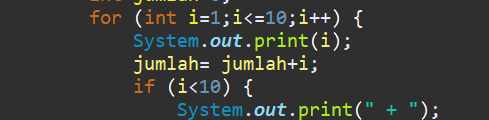 for (int i=1;i<=10;i++) {
System.out.print(i);
jumlah= jumlah+i;
if (i<10) {
System.out.print(" + ");